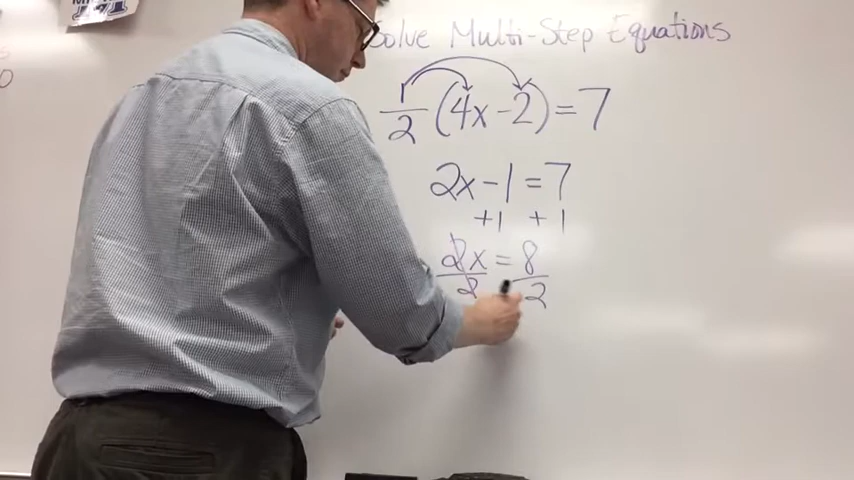 Solve Multi-Step Equations
1/2 (4x - 2) = 7
2x - 1 = 7
+1 +1
2x = 8
2 2